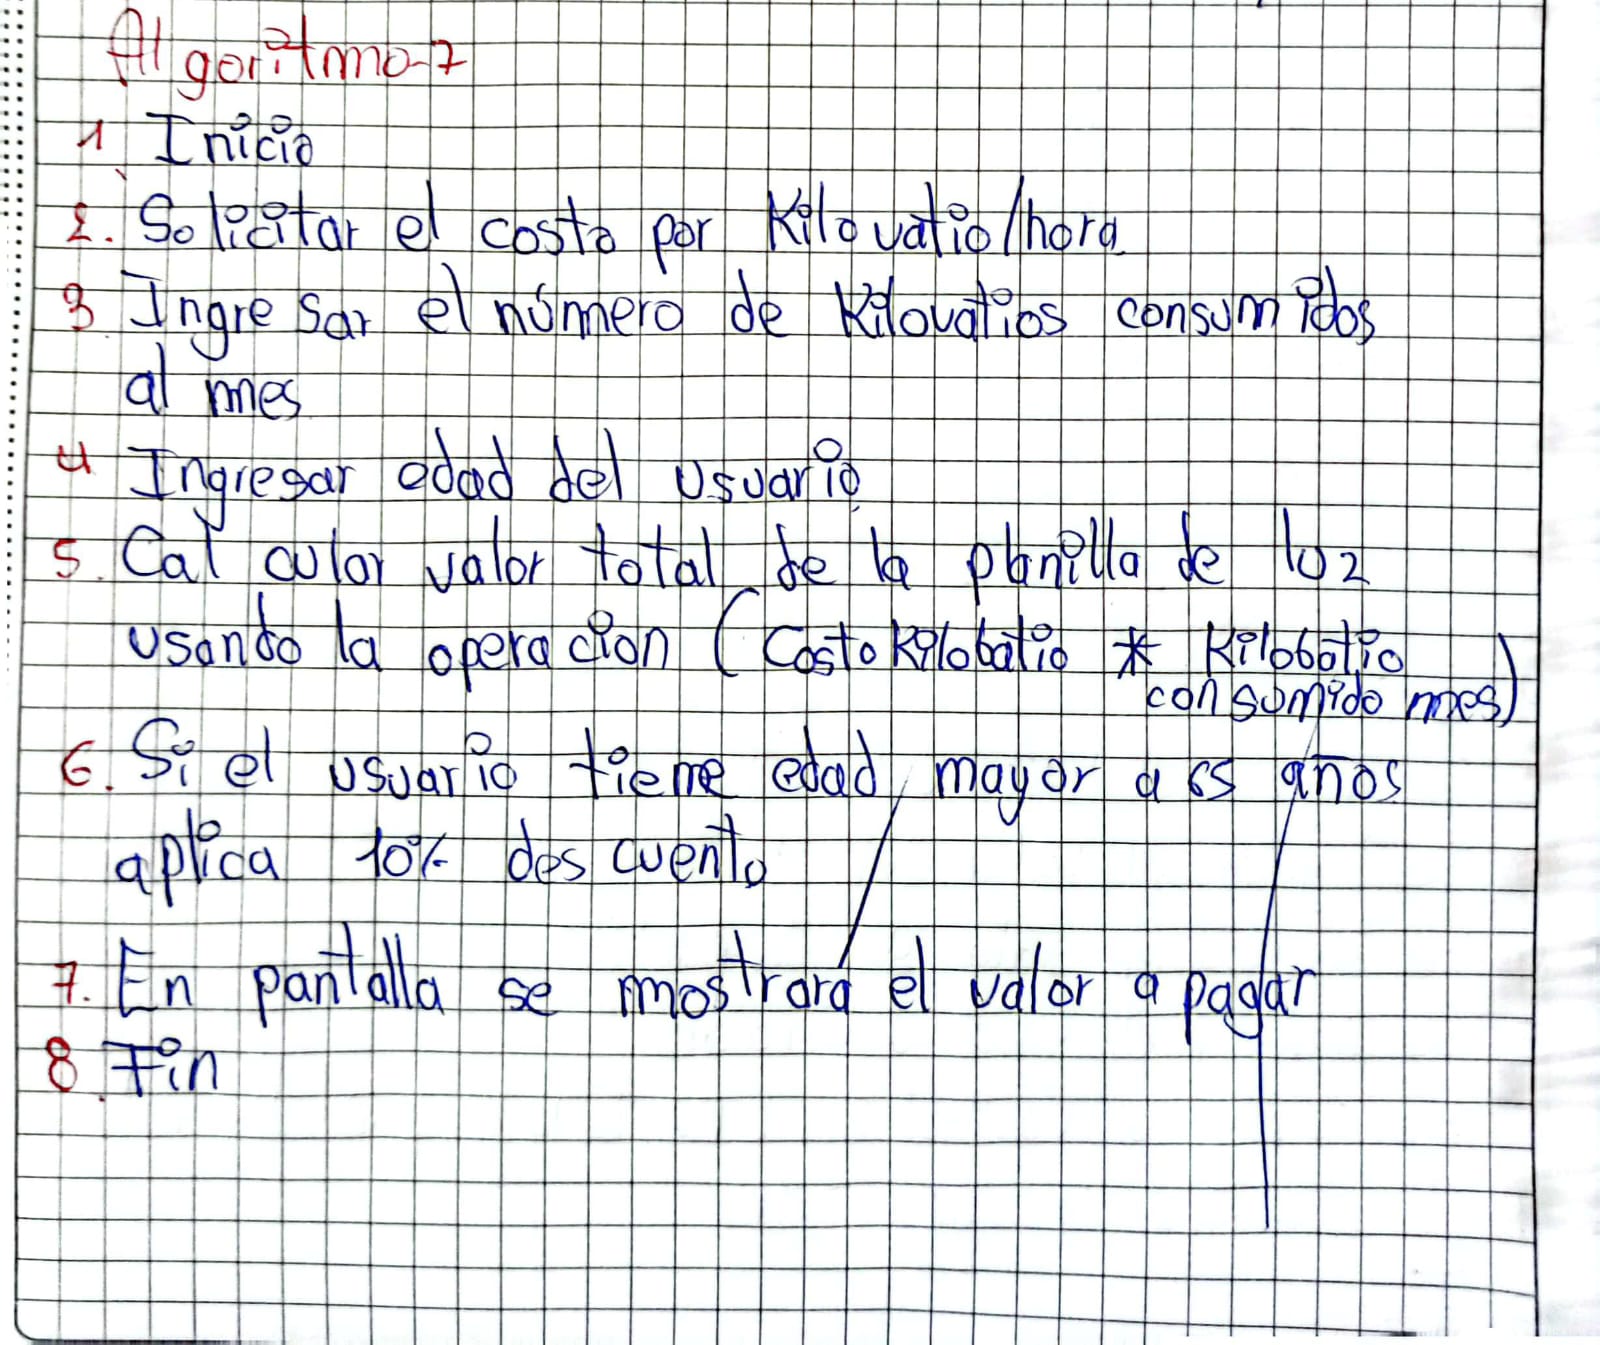 Algoritmo-7
1 Inicio
2. Solicitar el costo por Kilovatio/hora
3 Ingresar el número de Kilovatios consumidos
al mes
4 Ingresar edad del usuario
5. Calcular valor total de la planilla de luz
usando la operacion (Costo Kilobatio * Kilobatio
consumido mes)
6. Si el usuario tiene edad mayor a 65 años
aplica 10% descuento
7. En pantalla se mostrara el valor a pagar
8. Fin